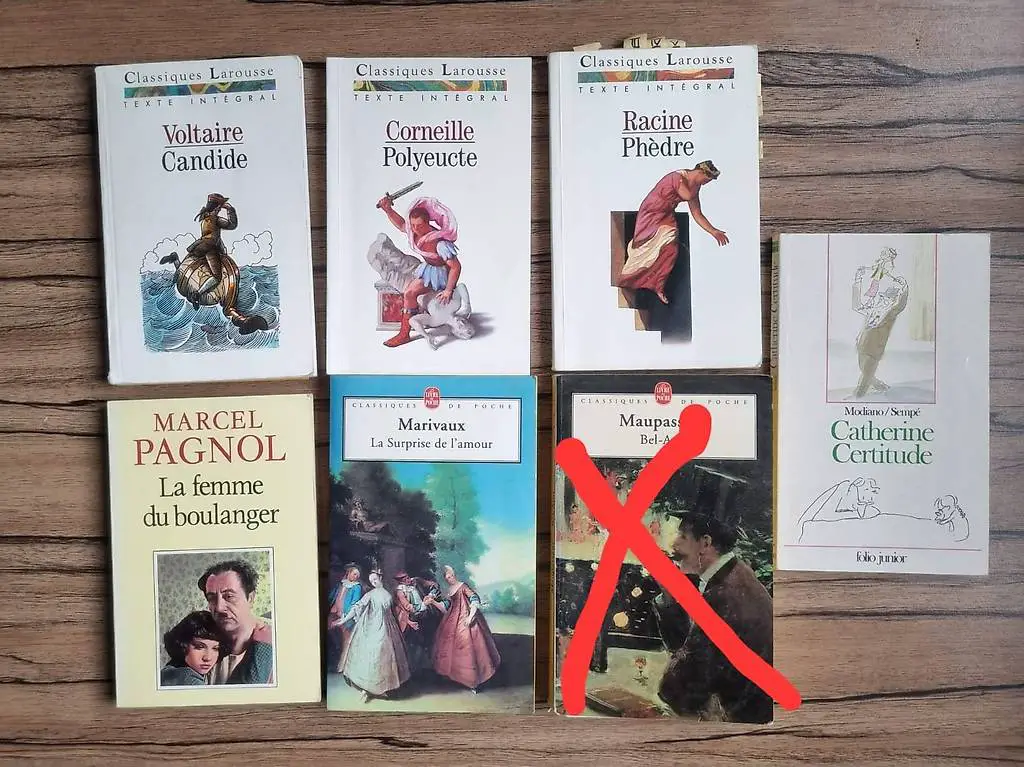 Classiques Larousse
TEXTE INTÉGRAL
Voltaire
Candide
Classiques Larousse
TEXTE INTÉGRAL
Corneille
Polyeucte
Classiques Larousse
TEXTE INTÉGRAL
Racine
Phèdre
MARCEL
PAGNOL
La femme
du boulanger
LE LIVRE
DE POCHE
CLASSIQUES DE POCHE
Marivaux
La Surprise de l'amour
LE LIVRE
DE POCHE
CLASSIQUES DE POCHE
Maupass
Bel-A
Modiano/Sempé
Catherine
Certitude
folio junior